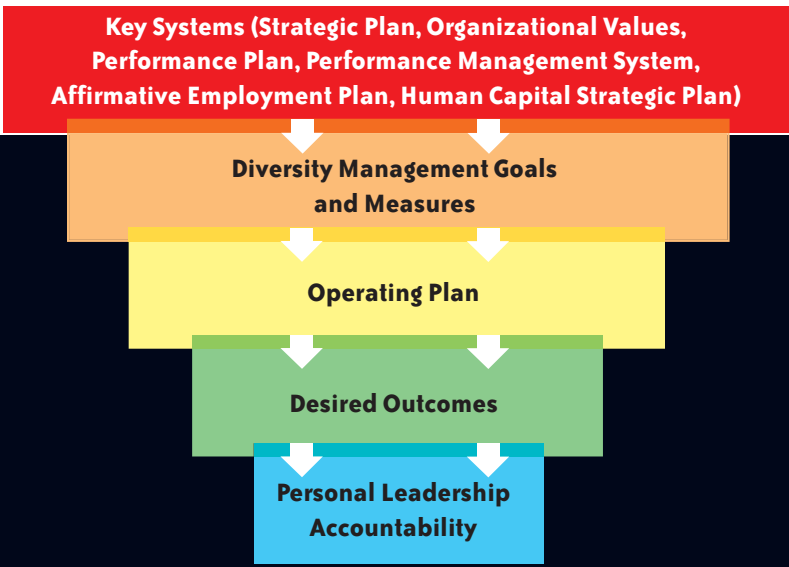 Key Systems (Strategic Plan, Organizational Values,
Performance Plan, Performance Management System,
Affirmative Employment Plan, Human Capital Strategic Plan)
Diversity Management Goals
and Measures
Operating Plan
Desired Outcomes
Personal Leadership
Accountability